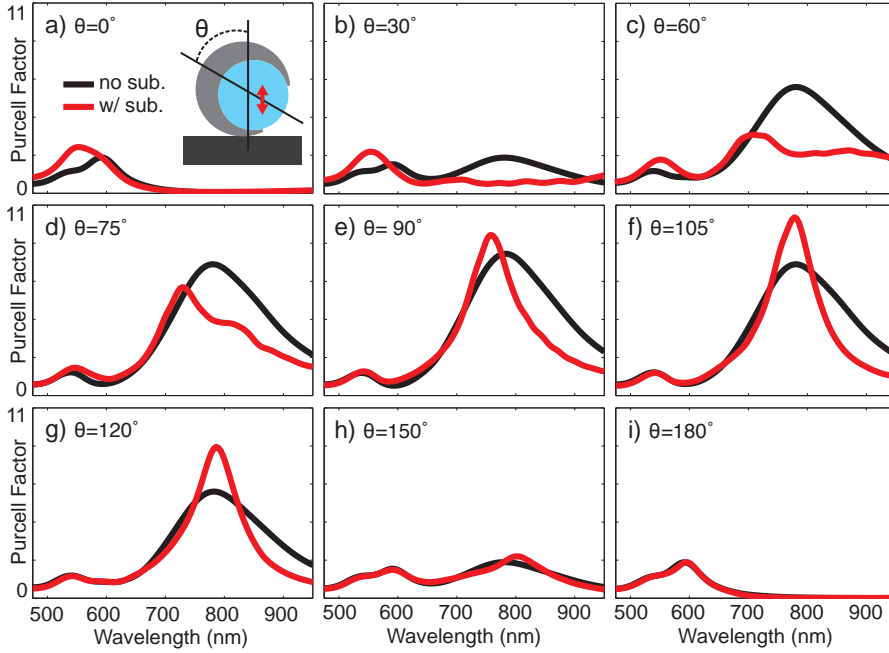 11
a) θ=0°
θ
no sub.
w/ sub.
b) θ=30°
c) θ=60°
Purcell Factor
0
11
d) θ=75°
e) θ= 90°
f) θ=105°
Purcell Factor
0
11
g) θ=120°
h) θ=150°
i) θ=180°
Purcell Factor
0
500 600 700 800 900
500 600 700 800 900
500 600 700 800 900
Wavelength (nm)
Wavelength (nm)
Wavelength (nm)